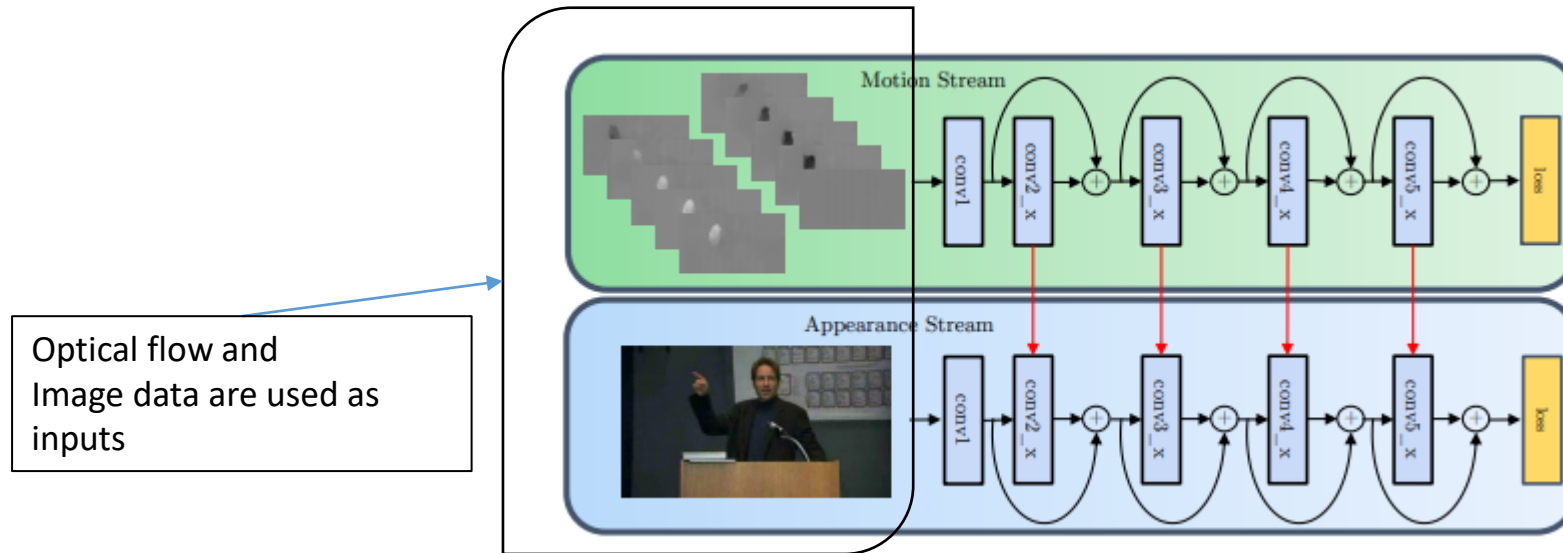 Motion Stream
conv1
conv2_x
conv3_x
conv4_x
conv5_x
loss
+
+
+
+
Optical flow and
Image data are used as
inputs
Appearance Stream
conv1
conv2_x
conv3_x
conv4_x
conv5_x
loss
+
+
+
+